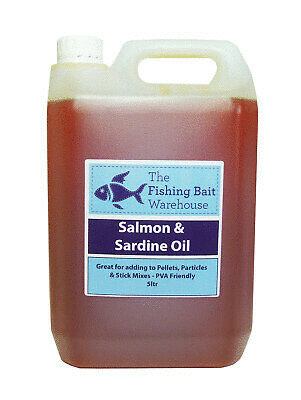 The
Fishing Bait
Warehouse
Salmon &
Sardine Oil
Great for adding to Pellets, Particles
& Stick Mixes - PVA Friendly
5ltr